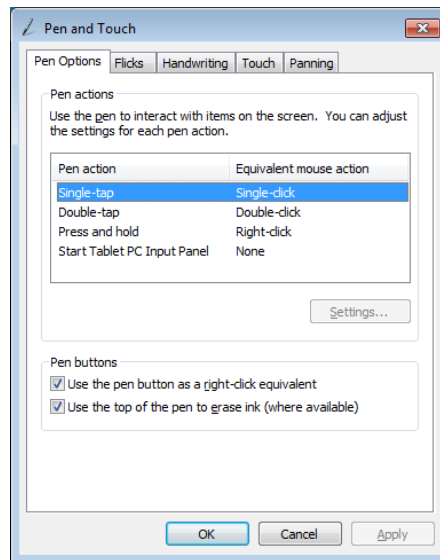 Pen and Touch
Pen Options Flicks Handwriting Touch Panning
Pen actions
Use the pen to interact with items on the screen. You can adjust
the settings for each pen action.
Pen action Equivalent mouse action
Single-tap Single-click
Double-tap Double-click
Press and hold Right-click
Start Tablet PC Input Panel None
Settings...
Pen buttons
Use the pen button as a right-click equivalent
Use the top of the pen to erase ink (where available)
OK Cancel Apply